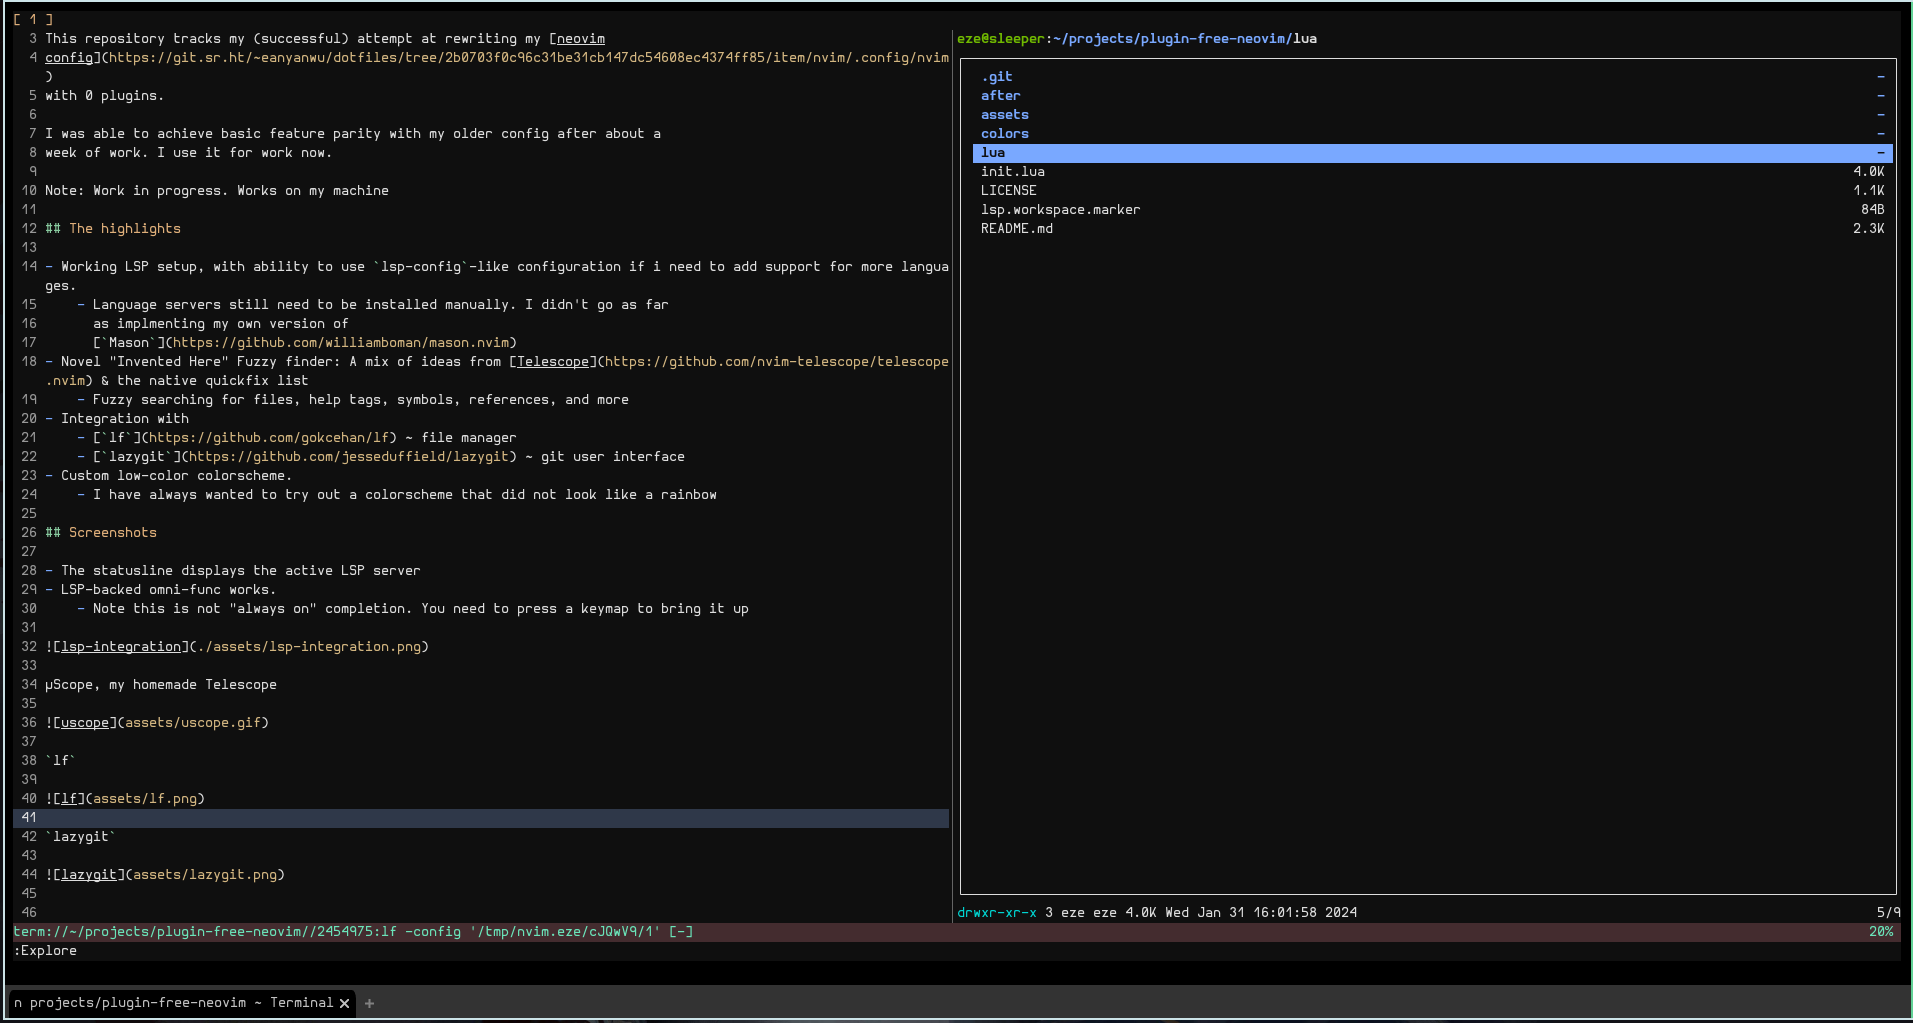 [ 1 ]
3 This repository tracks my (successful) attempt at rewriting my [neovim
4 config](https://git.sr.ht/~eanyanwu/dotfiles/tree/2b0703f0c96c31be31cb147dc54608ec4374ff85/item/nvim/.config/nvim
)
5 with 0 plugins.
6
7 I was able to achieve basic feature parity with my older config after about a
8 week of work. I use it for work now.
9
10 Note: Work in progress. Works on my machine
11
12 ## The highlights
13
14 - Working LSP setup, with ability to use `lsp-config`-like configuration if i need to add support for more langua
ges.
15     - Language servers still need to be installed manually. I didn't go as far
16       as implmenting my own version of
17       [`Mason`](https://github.com/williamboman/mason.nvim)
18 - Novel "Invented Here" Fuzzy finder: A mix of ideas from [Telescope](https://github.com/nvim-telescope/telescope
.nvim) & the native quickfix list
19     - Fuzzy searching for files, help tags, symbols, references, and more
20 - Integration with
21     - [`lf`](https://github.com/gokcehan/lf) ~ file manager
22     - [`lazygit`](https://github.com/jesseduffield/lazygit) ~ git user interface
23 - Custom low-color colorscheme.
24     - I have always wanted to try out a colorscheme that did not look like a rainbow
25
26 ## Screenshots
27
28 - The statusline displays the active LSP server
29 - LSP-backed omni-func works.
30     - Note this is not "always on" completion. You need to press a keymap to bring it up
31
32 ![lsp-integration](./assets/lsp-integration.png)
33
34 µScope, my homemade Telescope
35
36 ![uscope](assets/uscope.gif)
37
38 `lf`
39
40 ![lf](assets/lf.png)
41
42 `lazygit`
43
44 ![lazygit](assets/lazygit.png)
45
46
eze@sleeper:~/projects/plugin-free-neovim/lua
.git -
after -
assets -
colors -
lua -
init.lua 4.0K
LICENSE 1.1K
lsp.workspace.marker 84B
README.md 2.3K
drwxr-xr-x 3 eze eze 4.0K Wed Jan 31 16:01:58 2024 5/9
term://~/projects/plugin-free-neovim//2454975:lf -config '/tmp/nvim.eze/cJQwV9/1' [-] 20%
:Explore
n projects/plugin-free-neovim ~ Terminal × +